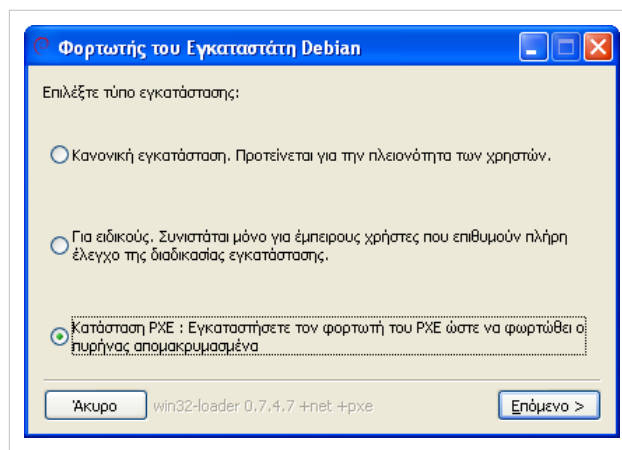 Φορτωτής του Εγκαταστάτη Debian
Επιλέξτε τύπο εγκατάστασης:
Κανονική εγκατάσταση. Προτείνεται για την πλειονότητα των χρηστών.
Για ειδικούς. Συνιστάται μόνο για έμπειρους χρήστες που επιθυμούν πλήρη
έλεγχο της διαδικασίας εγκατάστασης.
Κατάσταση PXE : Εγκαταστήσετε τον φορτωτή του PXE ώστε να φωρτώθει ο
πυρήνας απομακρυμασμένα
Άκυρο
win32-loader 0.7.4.7 +net +pxe
Επόμενο >